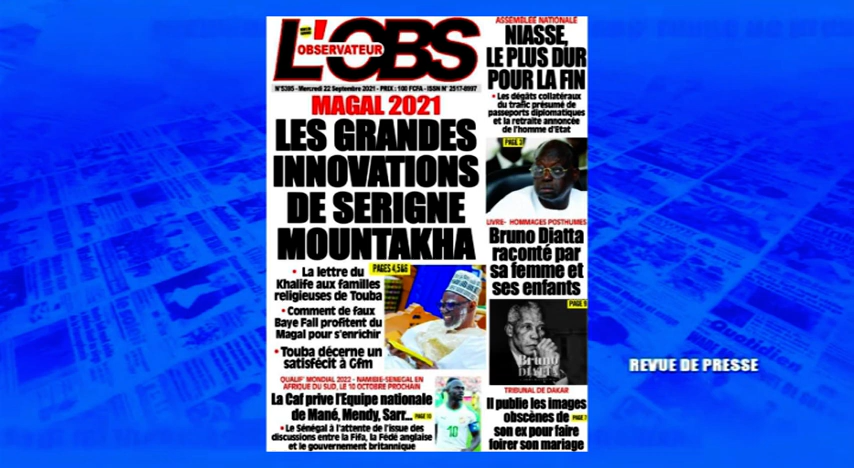 L'OBS
L'OBSERVATEUR
N°5395 - Mercredi 22 Septembre 2021 - PRIX : 100 FCFA - ISSN N° 2517-8997
MAGAL 2021
LES GRANDES
INNOVATIONS
DE SERIGNE
MOUNTAKHA
PAGES 4,5&6
• La lettre du
Khalife aux familles
religieuses de Touba
• Comment de faux
Baye Fall profitent du
Magal pour s'enrichir
• Touba décerne un
satisfécit à Gfm
QUALIF' MONDIAL 2022 - NAMIBIE-SENEGAL EN
AFRIQUE DU SUD, LE 10 OCTOBRE PROCHAIN
La Caf prive l'Equipe nationale
de Mané, Mendy, Sarr... PAGE 10
• Le Sénégal à l'attente de l'issue des
discussions entre la Fifa, la Fédé anglaise
et le gouvernement britannique
10
ASSEMBLÉE NATIONALE
NIASSE,
LE PLUS DUR
POUR LA FIN
• Les dégâts collatéraux
du trafic présumé de
passeports diplomatiques
et la retraite annoncée
de l'homme d'Etat
PAGE 3
LIVRE- HOMMAGES POSTHUMES
Bruno Diatta
raconté par
sa femme et
ses enfants
PAGE 9
Bruno
DIATTA
TRIBUNAL DE DAKAR
Il publie les images
obscènes de PAGE 7
son ex pour faire
foirer son mariage
REVUE DE PRESSE